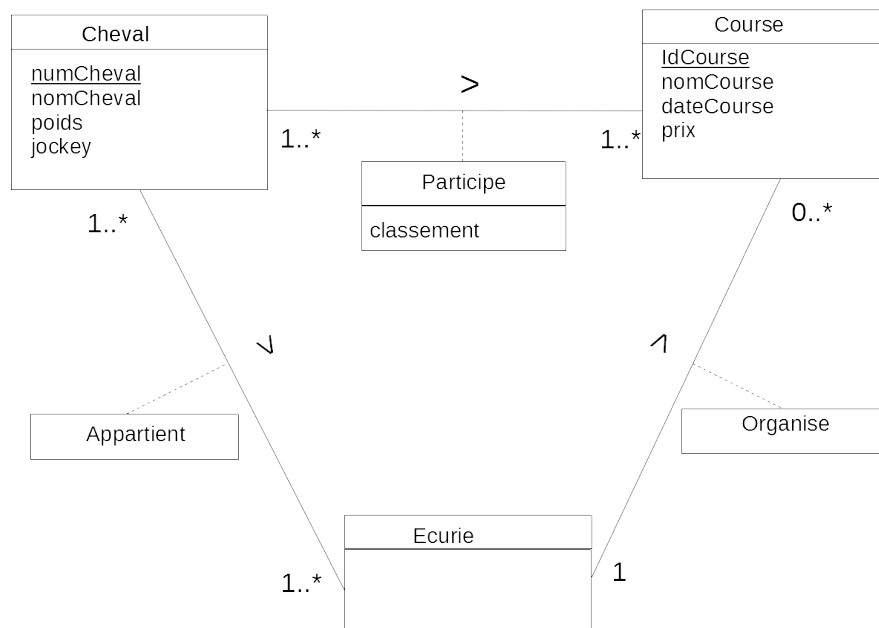 Cheval
numCheval
nomCheval
poids
jockey
Course
IdCourse
nomCourse
dateCourse
prix
>
1..*
1..*
Participe
classement
1..*
0..*
>
>
Appartient
Organise
Ecurie
1..*
1